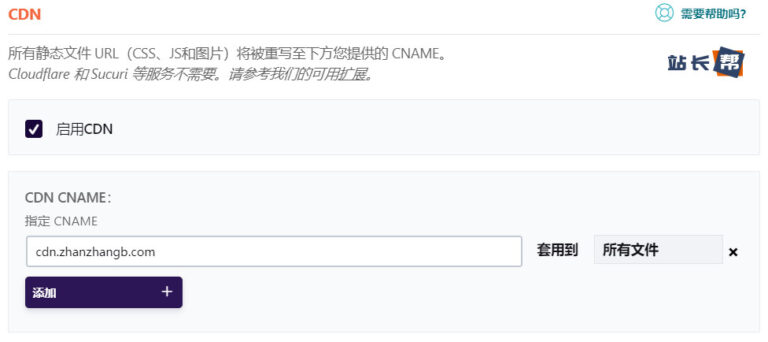 CDN
需要帮助吗?
所有静态文件 URL（CSS、JS和图片）将被重写至下方您提供的 CNAME。
Cloudflare 和 Sucuri 等服务不需要。请参考我们的可用扩展。
站长帮
启用CDN
CDN CNAME：
指定 CNAME
cdn.zhanzhangb.com 套用到 所有文件 ×
添加 +